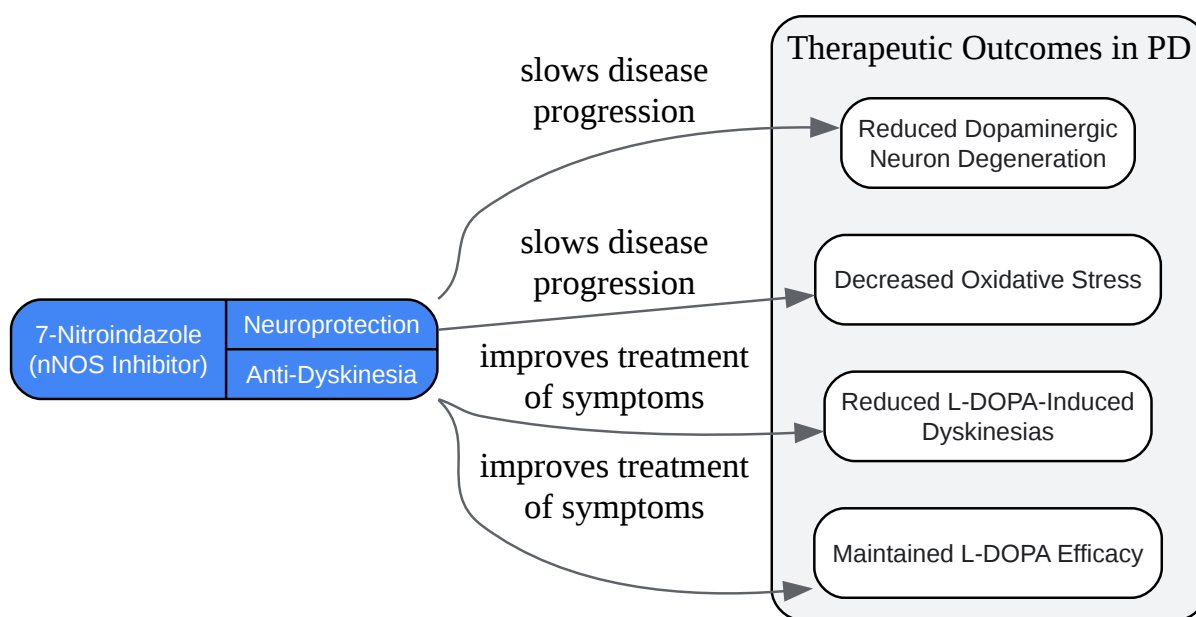 Therapeutic Outcomes in PD
slows disease
progression
Reduced Dopaminergic
Neuron Degeneration
slows disease
progression
Decreased Oxidative Stress
7-Nitroindazole
(nNOS Inhibitor)
Neuroprotection
Anti-Dyskinesia
improves treatment
of symptoms
Reduced L-DOPA-Induced
Dyskinesias
improves treatment
of symptoms
Maintained L-DOPA Efficacy